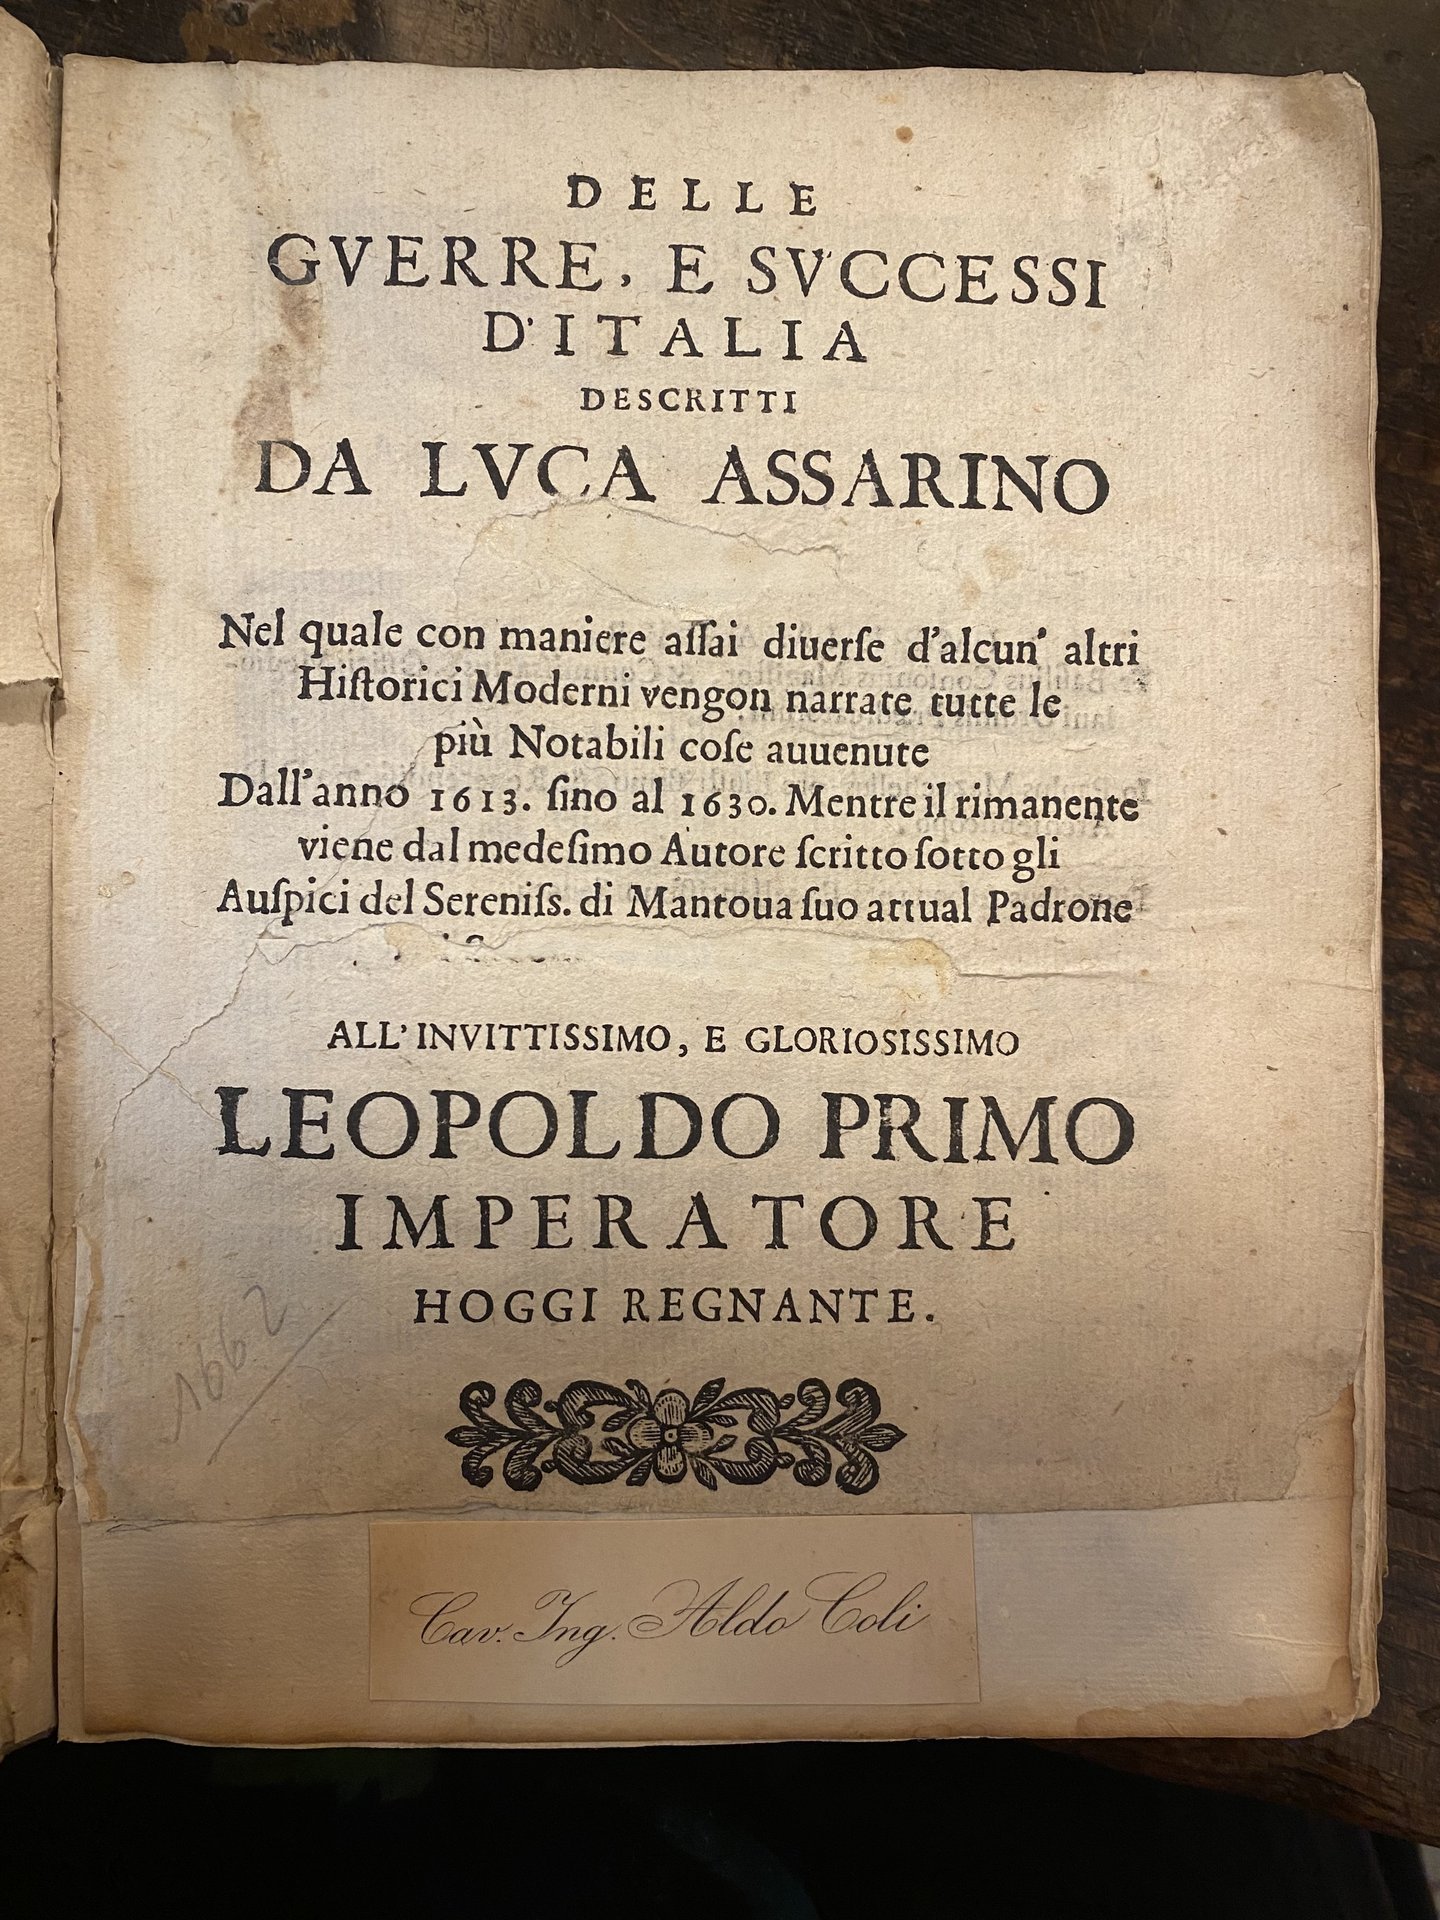 DELLE
GVERRE, E SVCCESSI
D'ITALIA
DESCRITTI
DA LVCA ASSARINO
Nel quale con maniere aſſai diuerſe d'alcun' altri
Hiſtorici Moderni vengon narrate tutte le
più Notabili coſe auuenute
Dall'anno 1613. ſino al 1630. Mentre il rimanente
viene dal medeſimo Autore ſcritto ſotto gli
Auſpici del Sereniſs. di Mantoua ſuo attual Padrone
ALL'INVITTISSIMO, E GLORIOSISSIMO
LEOPOLDO PRIMO
IMPERATORE
HOGGI REGNANTE.
1662
Cav. Ing. Aldo Coli